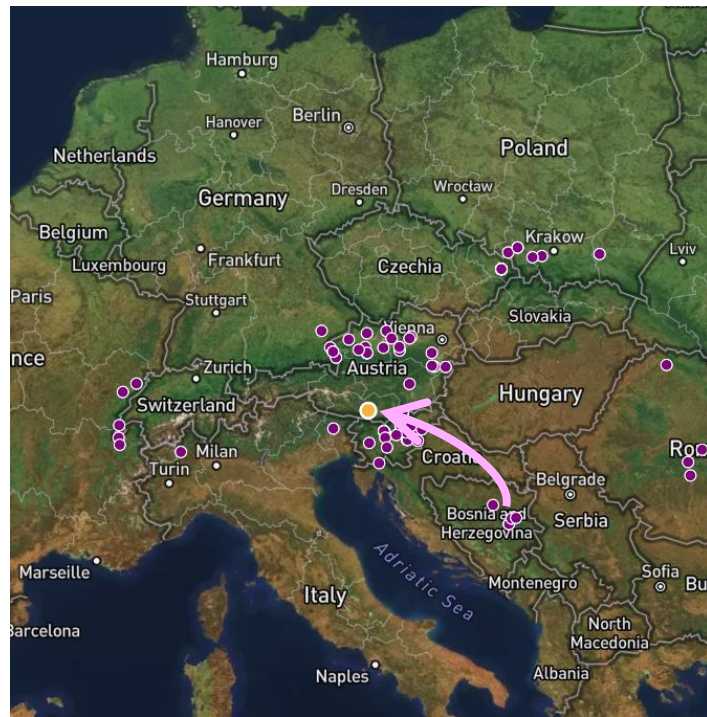 Hamburg
Hanover
Berlin
Netherlands
Poland
Germany
Dresden
Wrocław
Belgium
Krakow
Lviv
Luxembourg
Frankfurt
Czechia
Paris
Stuttgart
Slovakia
Vienna
nce
Zurich
Austria
Switzerland
Hungary
Milan
Turin
Croatia
Ro
Belgrade
Bosnia and
Herzegovina
Serbia
Marseille
Adriatic Sea
Montenegro
Sofia
Bu
Italy
Barcelona
North
Macedonia
Naples
Albania